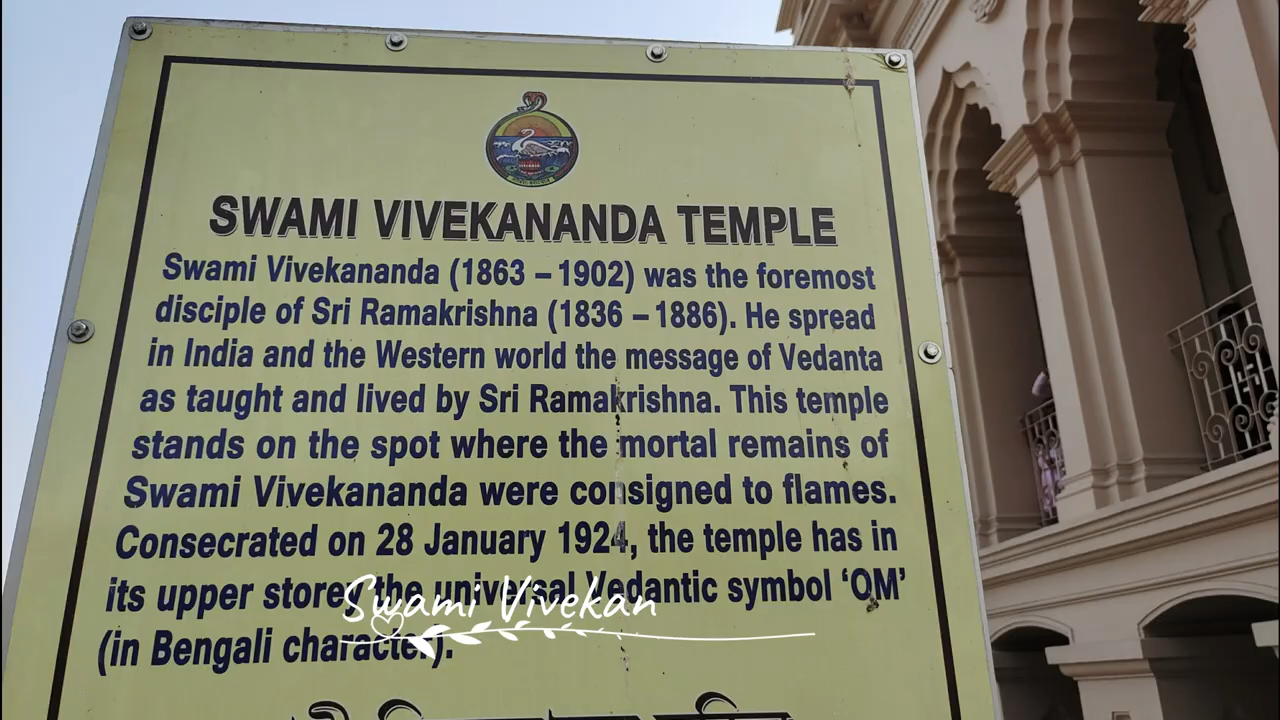 SWAMI VIVEKANANDA TEMPLE
Swami Vivekananda (1863 – 1902) was the foremost
disciple of Sri Ramakrishna (1836 – 1886). He spread
in India and the Western world the message of Vedanta
as taught and lived by Sri Ramakrishna. This temple
stands on the spot where the mortal remains of
Swami Vivekananda were consigned to flames.
Consecrated on 28 January 1924, the temple has in
its upper storey the universal Vedantic symbol ‘OM’
Swami Vivekan
(in Bengali character).